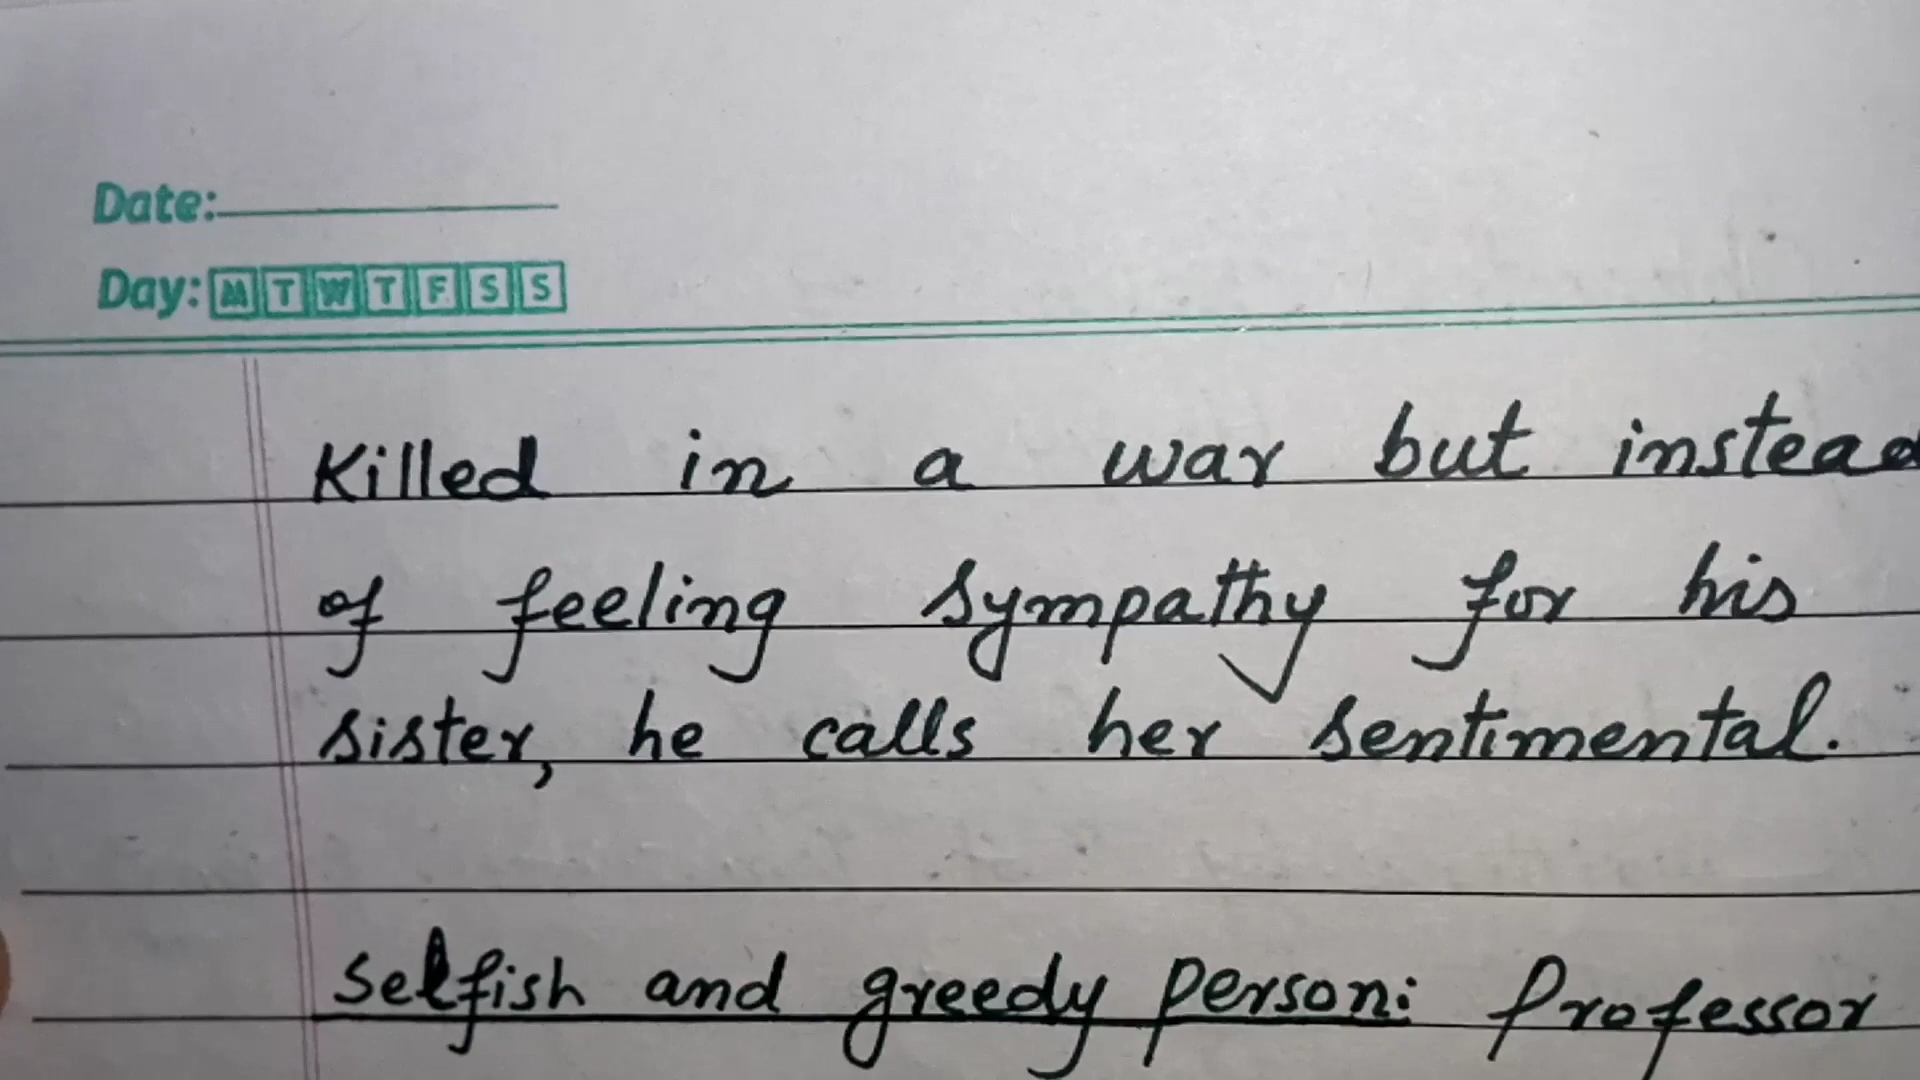 Date:
Day: M T W T F S S
Killed in a war but instead
of feeling sympathy for his
sister, he calls her sentimental.
Selfish and greedy person: Professor